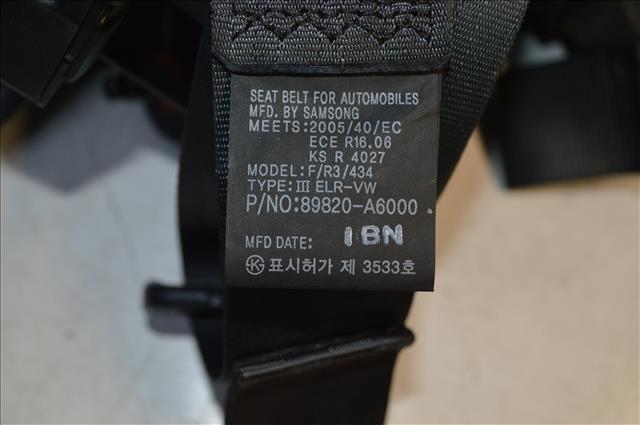 SEAT BELT FOR AUTOMOBILES
MFD. BY SAMSONG
MEETS:2005/40/EC
ECE R16.06
KS R 4027
MODEL:F/R3/434
TYPE:III ELR-VW
P/NO:89820-A6000
MFD DATE: IBN
표시허가 제 3533호